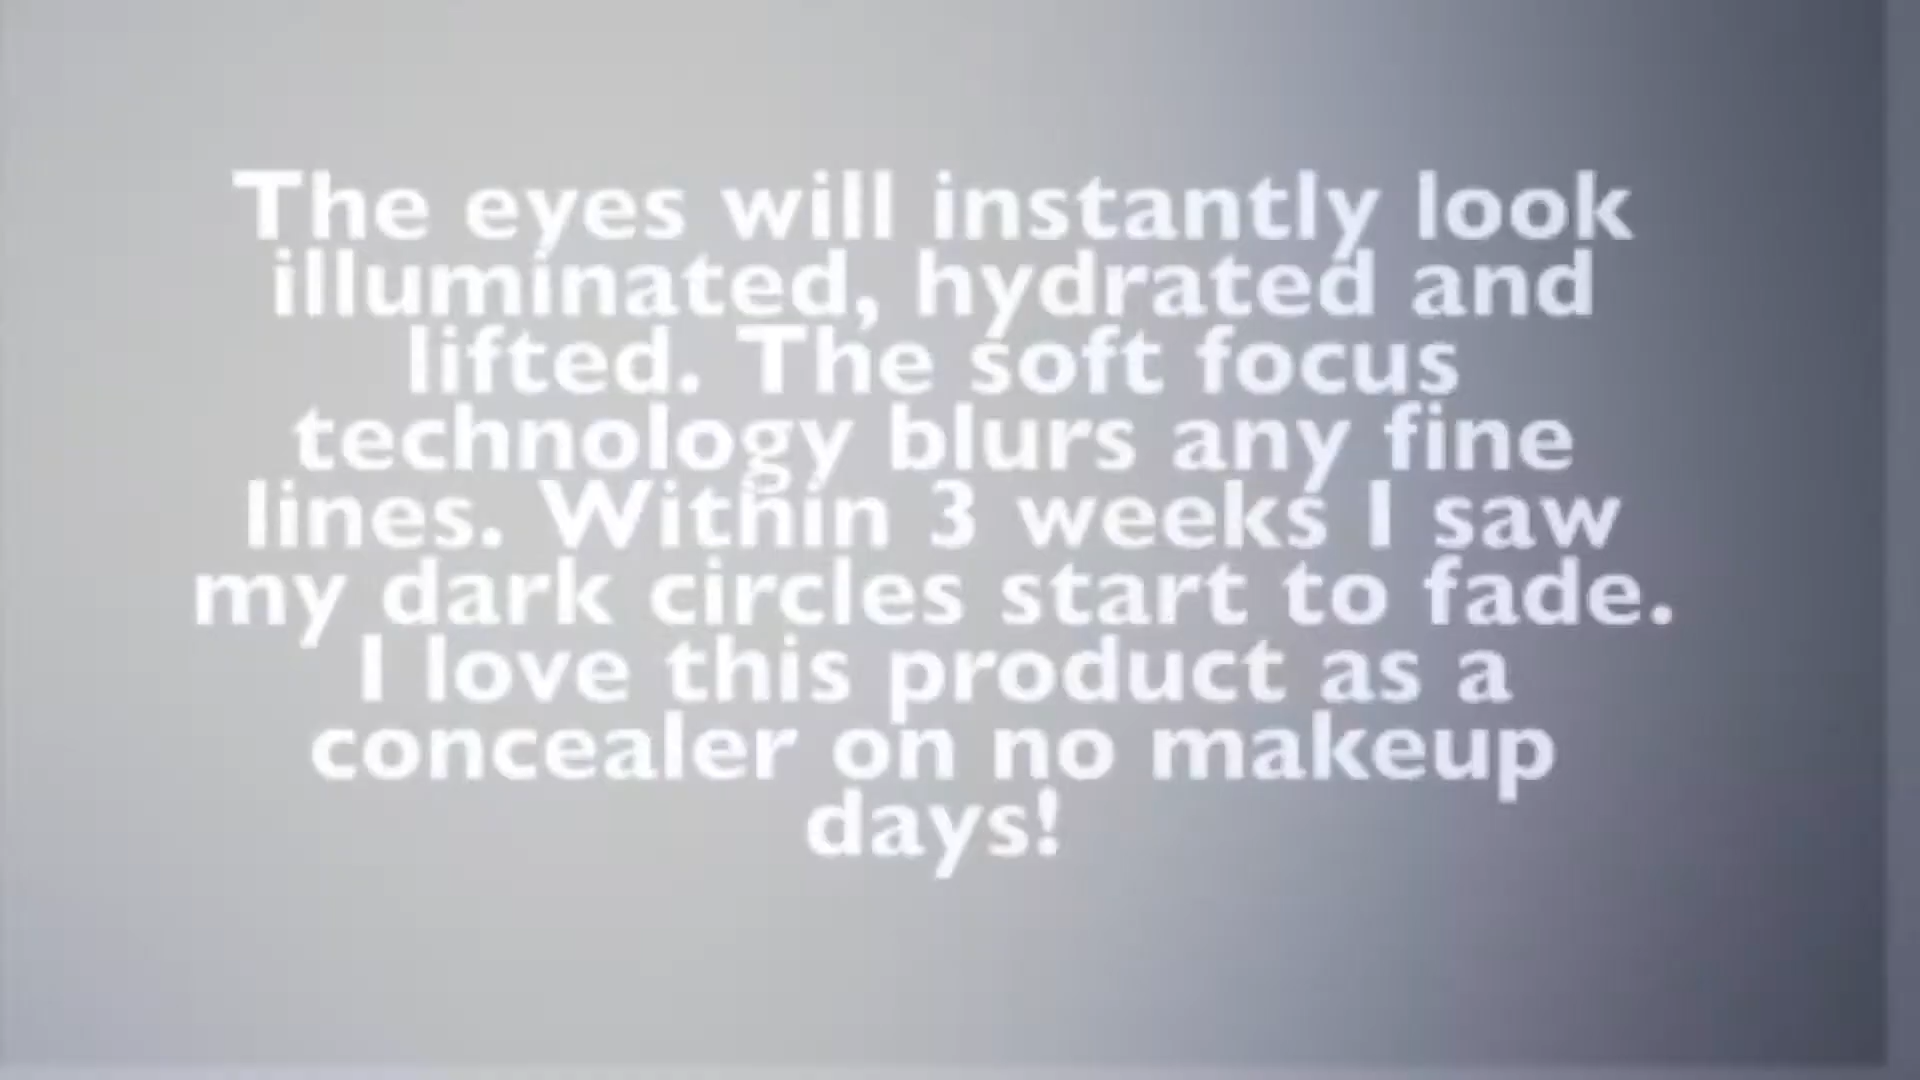 The eyes will instantly look
illuminated, hydrated and
lifted. The soft focus
technology blurs any fine
lines. Within 3 weeks I saw
my dark circles start to fade.
I love this product as a
concealer on no makeup
days!